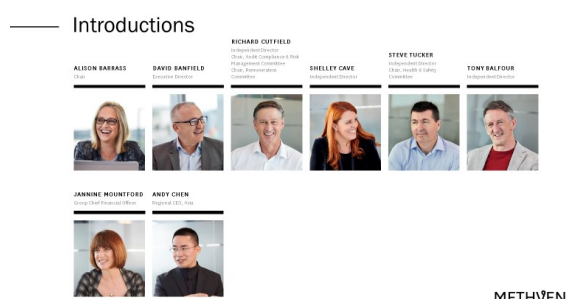 Introductions
ALISON BARRASS
Chair
DAVID BANFIELD
Executive Director
RICHARD CUTFIELD
Independent Director
Chair, Audit Compliance & Risk
Management Committee
Chair, Remuneration
Committee
SHELLEY CAVE
Independent Director
STEVE TUCKER
Independent Director
Chair, Health & Safety
Committee
TONY BALFOUR
Independent Director
JANNINE MOUNTFORD
Group Chief Financial Officer
ANDY CHEN
Regional CEO, Asia
METHVEN